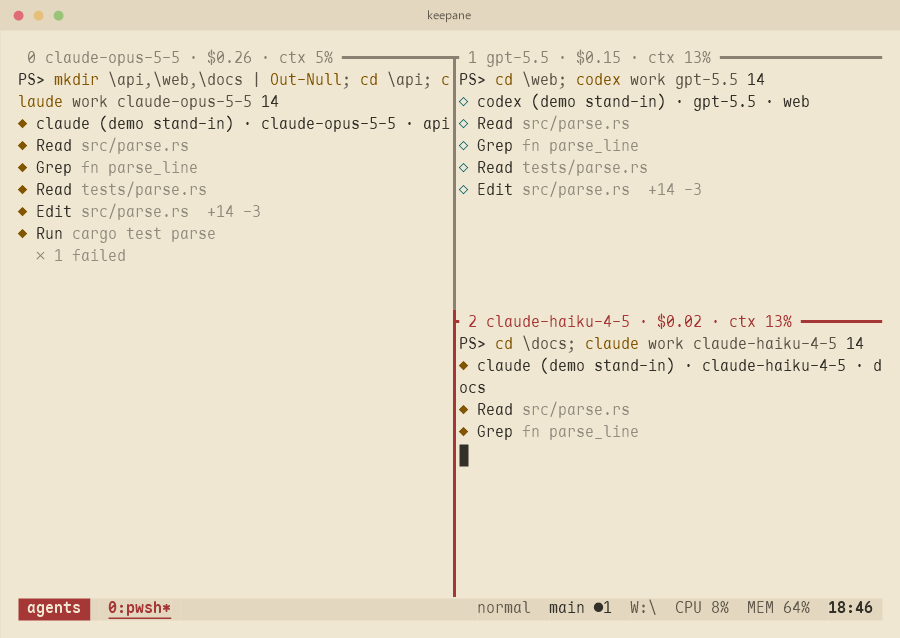 keepane
0 claude-opus-5-5 · $0.26 · ctx 5%
PS> mkdir \api,\web,\docs | Out-Null; cd \api; c
laude work claude-opus-5-5 14
◆ claude (demo stand-in) · claude-opus-5-5 · api
◆ Read src/parse.rs
◆ Grep fn parse_line
◆ Read tests/parse.rs
◆ Edit src/parse.rs  +14 -3
◆ Run cargo test parse
× 1 failed
1 gpt-5.5 · $0.15 · ctx 13%
PS> cd \web; codex work gpt-5.5 14
◇ codex (demo stand-in) · gpt-5.5 · web
◇ Read src/parse.rs
◇ Grep fn parse_line
◇ Read tests/parse.rs
◇ Edit src/parse.rs  +14 -3
2 claude-haiku-4-5 · $0.02 · ctx 13%
PS> cd \docs; claude work claude-haiku-4-5 14
◆ claude (demo stand-in) · claude-haiku-4-5 · d
ocs
◆ Read src/parse.rs
◆ Grep fn parse_line
agents 0:pwsh* normal main ●1 W:\ CPU 8% MEM 64% 18:46